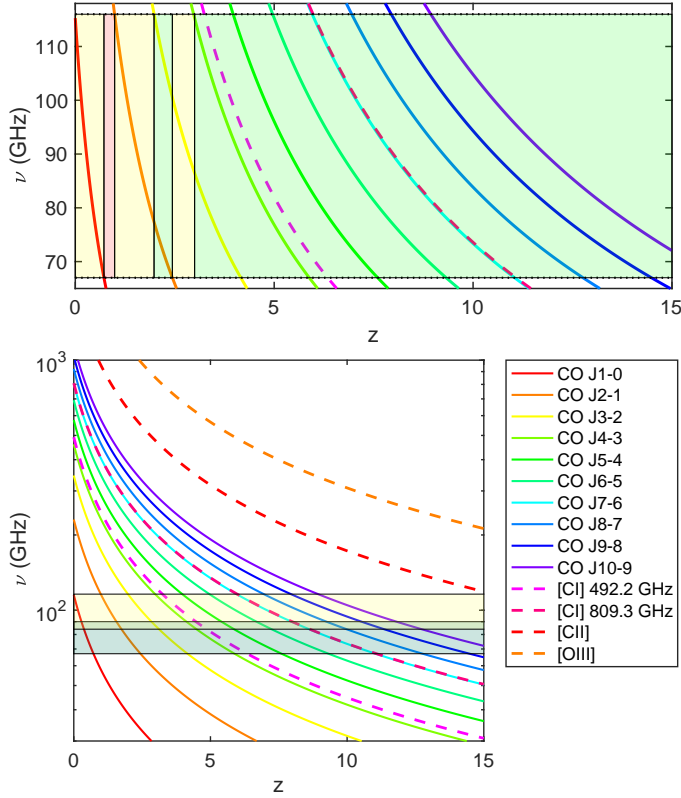 110
100
90
80
70
ν (GHz)
0
5
10
15
z
10³
10²
ν (GHz)
0
5
10
15
z
CO J1-0
CO J2-1
CO J3-2
CO J4-3
CO J5-4
CO J6-5
CO J7-6
CO J8-7
CO J9-8
CO J10-9
[CI] 492.2 GHz
[CI] 809.3 GHz
[CII]
[OIII]